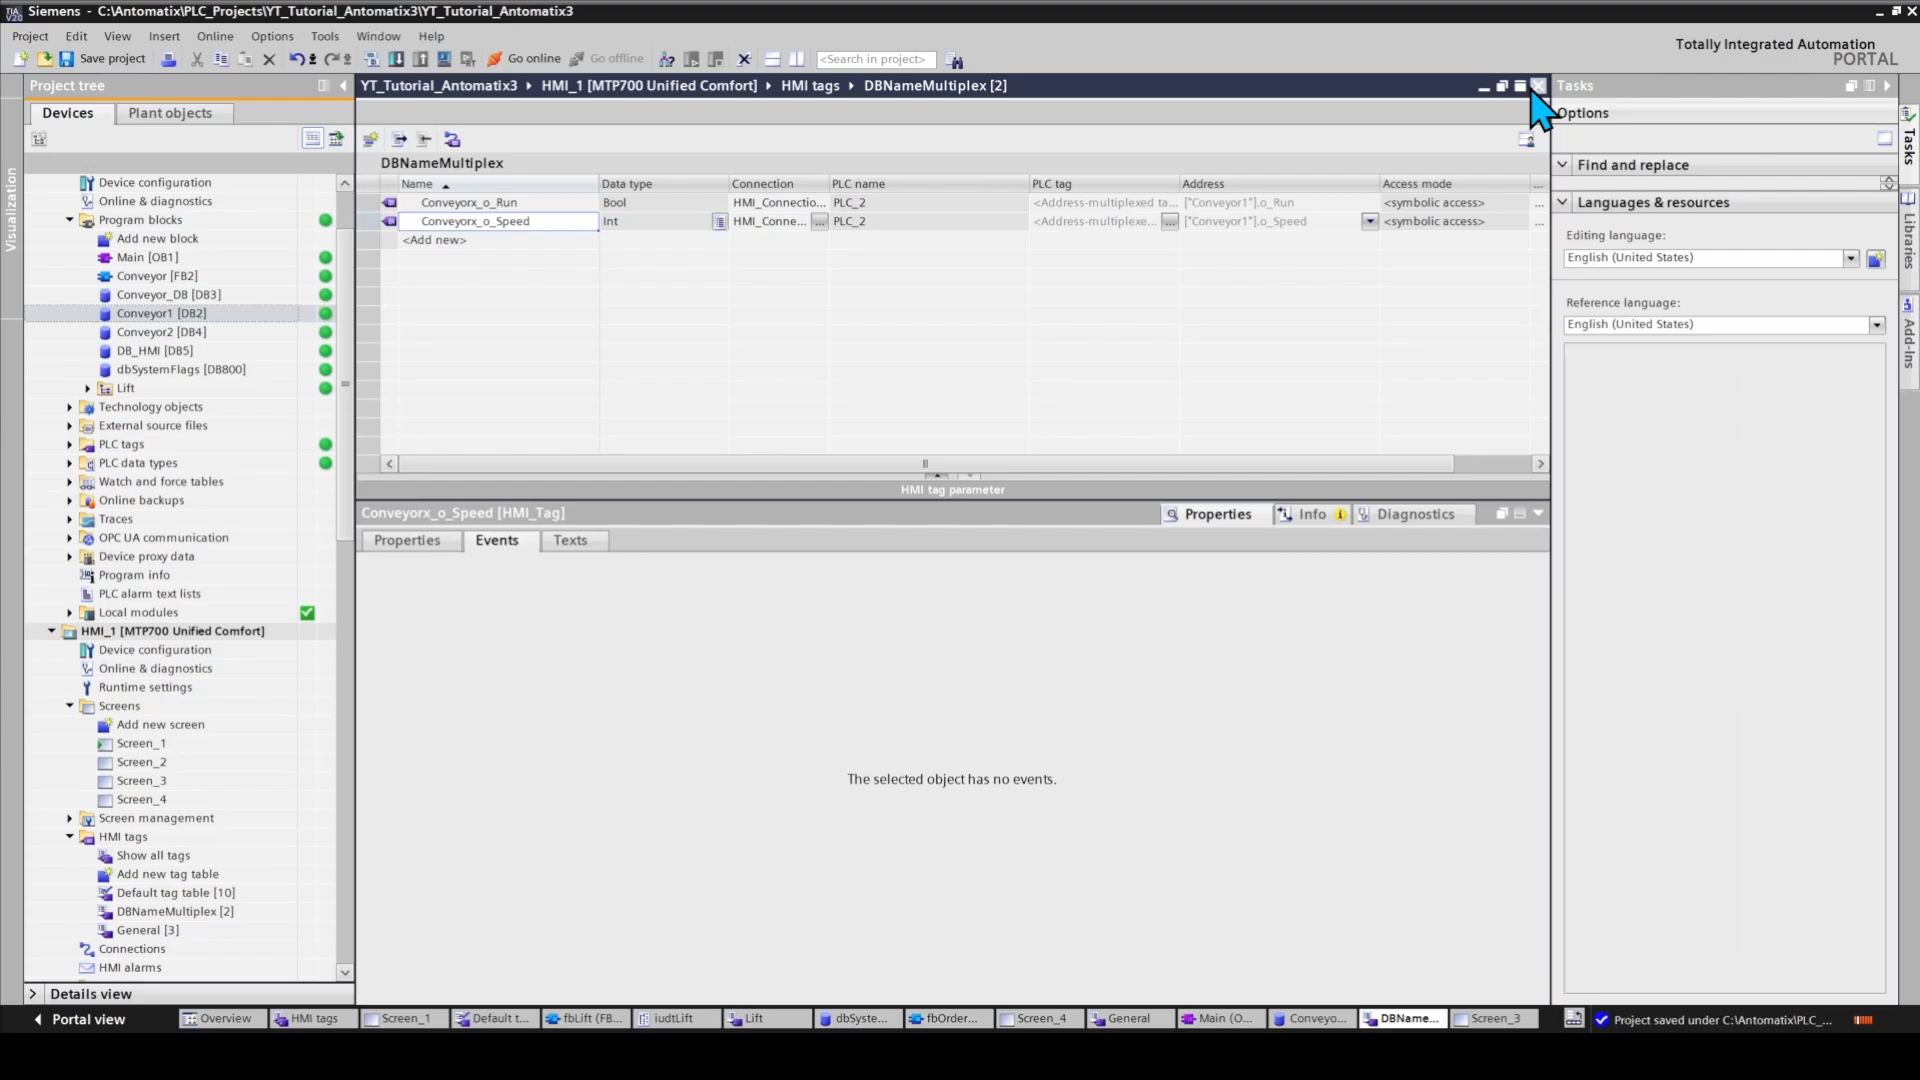 Siemens - C:\Antomatix\PLC_Projects\YT_Tutorial_Antomatix3\YT_Tutorial_Antomatix3
Project Edit View Insert Online Options Tools Window Help
Totally Integrated Automation
PORTAL
Save project
Go online
Go offline
<Search in project>
Project tree
YT_Tutorial_Antomatix3 HMI_1 [MTP700 Unified Comfort] HMI tags DBNameMultiplex [2]
Tasks
Devices
Plant objects
Options
DBNameMultiplex
Find and replace
Languages & resources
Editing language:
English (United States)
Reference language:
English (United States)
Name Data type Connection PLC name PLC tag Address Access mode ...
Conveyorx_o_Run Bool HMI_Connectio... PLC_2 <Address-multiplexed ta... ["Conveyor1"].o_Run <symbolic access> ...
Conveyorx_o_Speed Int HMI_Conne... ... PLC_2 <Address-multiplexe... ... ["Conveyor1"].o_Speed <symbolic access> ...
<Add new>
Visualization
Device configuration
Online & diagnostics
Program blocks
Add new block
Main [OB1]
Conveyor [FB2]
Conveyor_DB [DB3]
Conveyor1 [DB2]
Conveyor2 [DB4]
DB_HMI [DB5]
dbSystemFlags [DB800]
Lift
Technology objects
External source files
PLC tags
PLC data types
Watch and force tables
Online backups
Traces
OPC UA communication
Device proxy data
Program info
PLC alarm text lists
Local modules
HMI_1 [MTP700 Unified Comfort]
Device configuration
Online & diagnostics
Runtime settings
Screens
Add new screen
Screen_1
Screen_2
Screen_3
Screen_4
Screen management
HMI tags
Show all tags
Add new tag table
Default tag table [10]
DBNameMultiplex [2]
General [3]
Connections
HMI alarms
Details view
HMI tag parameter
Conveyorx_o_Speed [HMI_Tag]
Properties
Info
Diagnostics
Properties
Events
Texts
The selected object has no events.
Tasks
Libraries
Add-Ins
Portal view
Overview
HMI tags
Screen_1
Default t...
fbLift (FB...
iudtLift
Lift
dbSyste...
fbOrder...
Screen_4
General
Main (O...
Conveyo...
DBName...
Screen_3
Project saved under C:\Antomatix\PLC_...